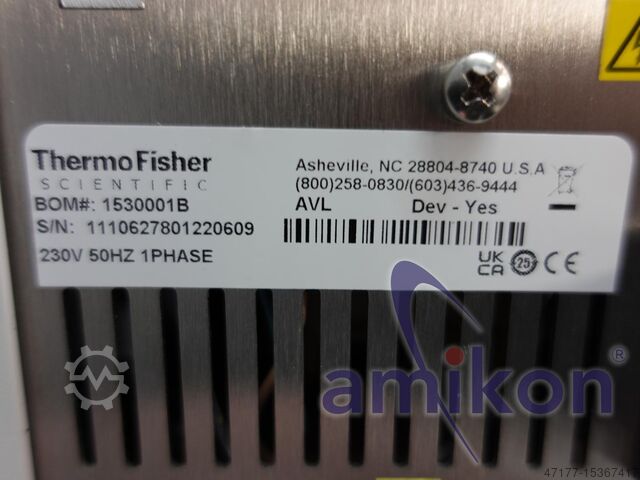 ThermoFisher
SCIENTIFIC
BOM#: 1530001B
S/N: 1110627801220609
230V 50HZ 1PHASE
Asheville, NC 28804-8740 U.S.A
(800)258-0830/(603)436-9444
AVL Dev - Yes
UK CA 25 CE
amikon®
47177-15367417